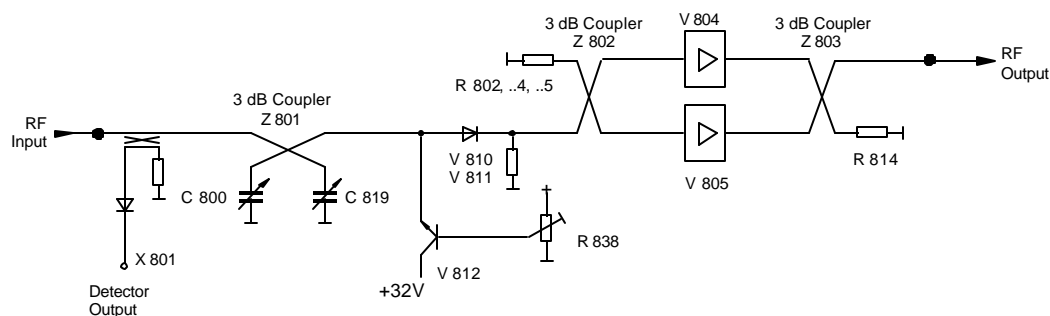 3 dB Coupler
Z 802
V 804
3 dB Coupler
Z 803
RF
Output
R 802, ..4, ..5
3 dB Coupler
Z 801
RF
Input
V 810
V 811
V 805
R 814
C 800
C 819
R 838
X 801
V 812
Detector
Output
+32V